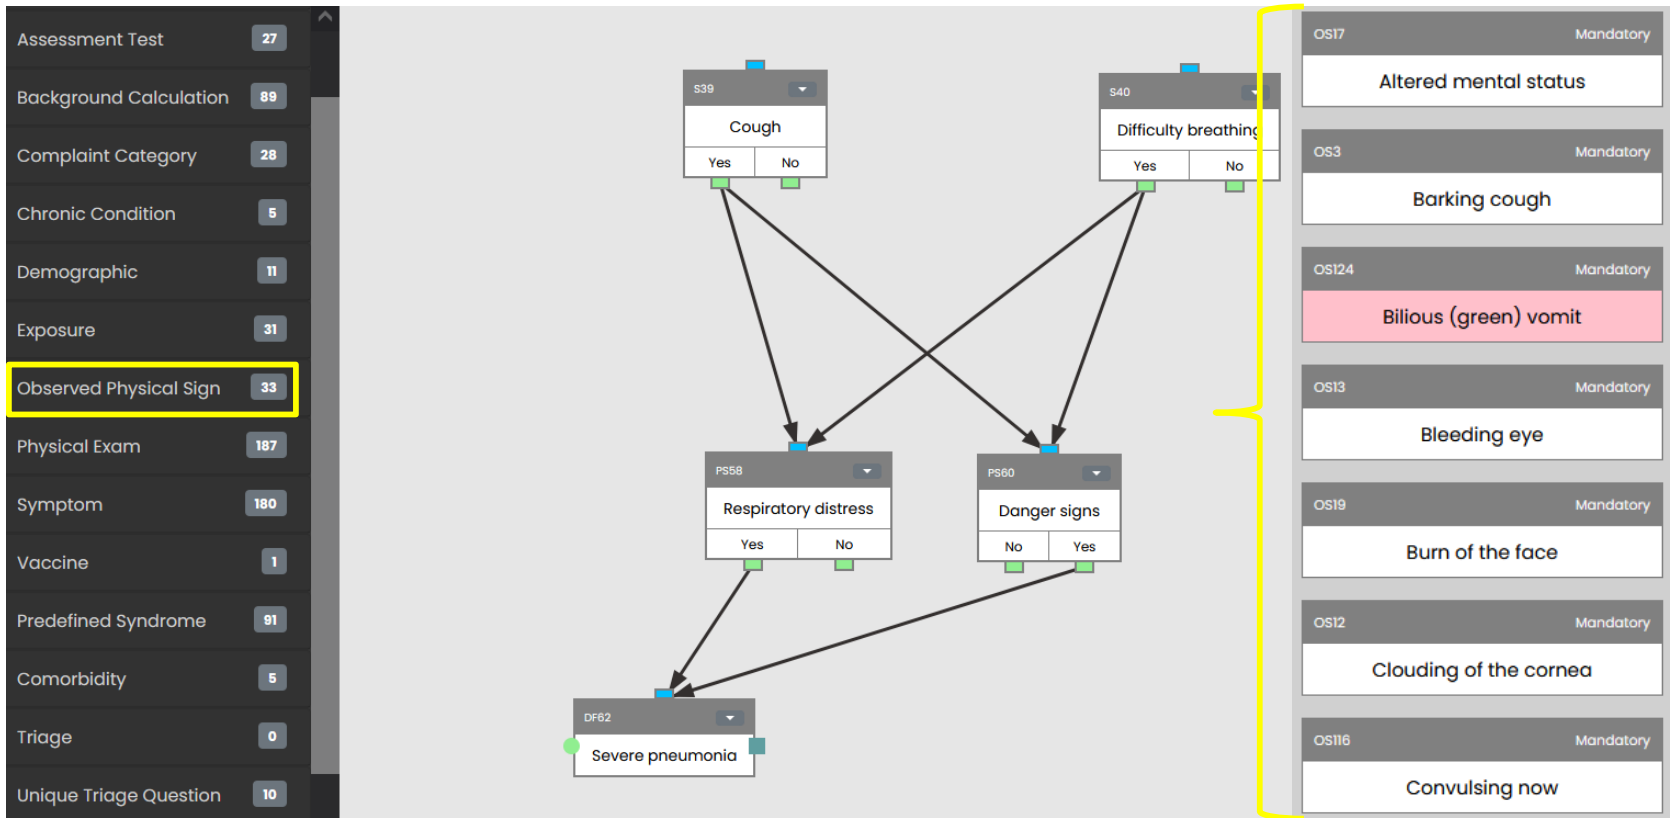 Assessment Test 27
Background Calculation 89
Complaint Category 28
Chronic Condition 5
Demographic 11
Exposure 31
Observed Physical Sign 33
Physical Exam 187
Symptom 180
Vaccine 1
Predefined Syndrome 91
Comorbidity 5
Triage 0
Unique Triage Question 10
S39
Cough
Yes No
S40
Difficulty breathing
Yes No
PS58
Respiratory distress
Yes No
PS60
Danger signs
No Yes
DF62
Severe pneumonia
OS17 Mandatory
Altered mental status
OS3 Mandatory
Barking cough
OS124 Mandatory
Bilious (green) vomit
OS13 Mandatory
Bleeding eye
OS19 Mandatory
Burn of the face
OS12 Mandatory
Clouding of the cornea
OS116 Mandatory
Convulsing now